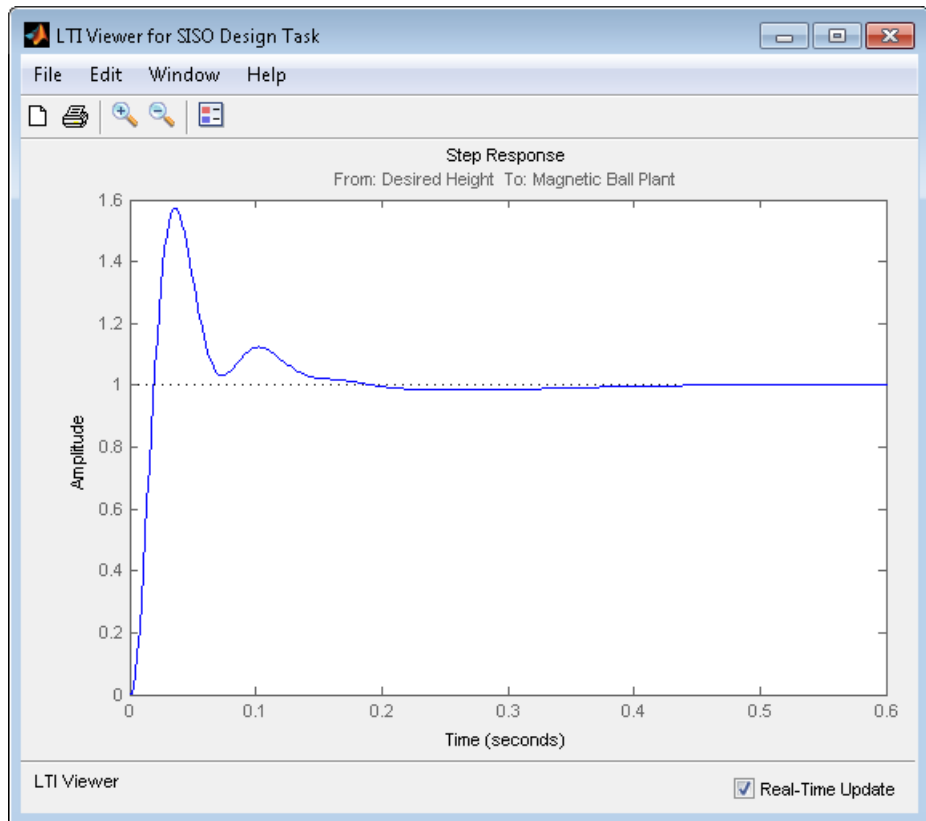 LTI Viewer for SISO Design Task
File Edit Window Help
Step Response
From: Desired Height To: Magnetic Ball Plant
1.6
1.4
1.2
1
0.8
0.6
0.4
0.2
0
Amplitude
0 0.1 0.2 0.3 0.4 0.5 0.6
Time (seconds)
LTI Viewer
Real-Time Update